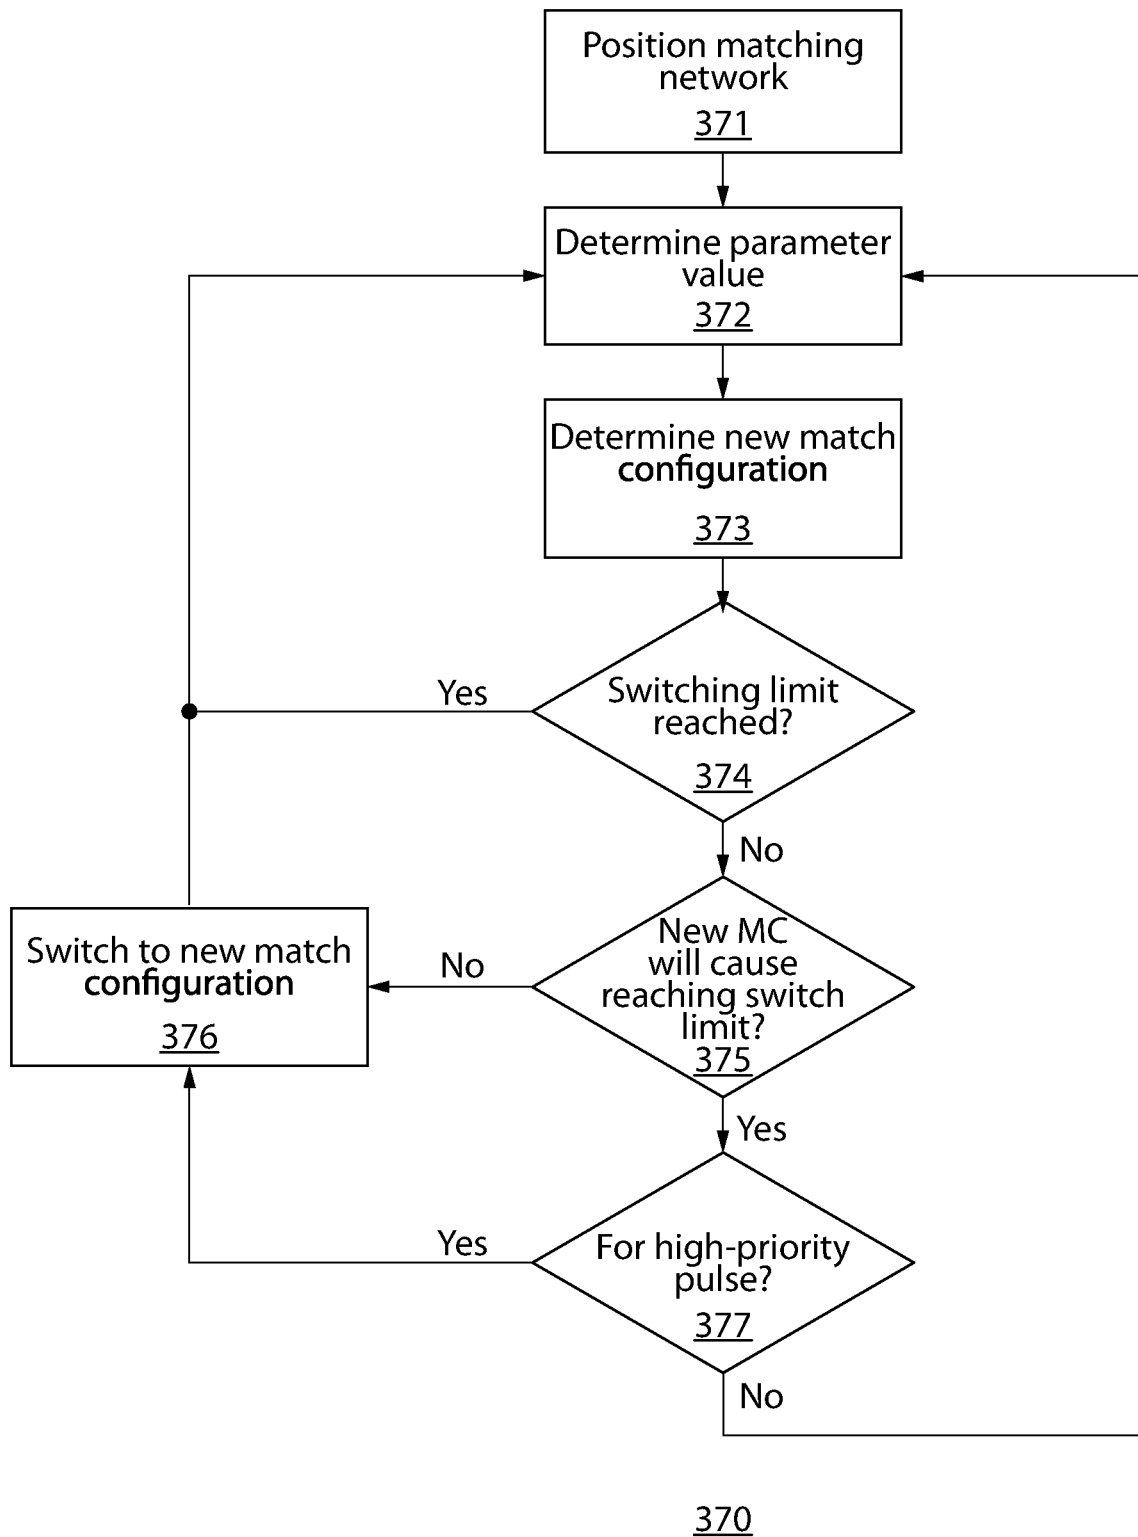 Position matching
network
371
Determine parameter
value
372
Determine new match
configuration
373
Switching limit
reached?
374
Yes
No
New MC
will cause
reaching switch
limit?
375
No
Switch to new match
configuration
376
Yes
For high-priority
pulse?
377
Yes
No
370